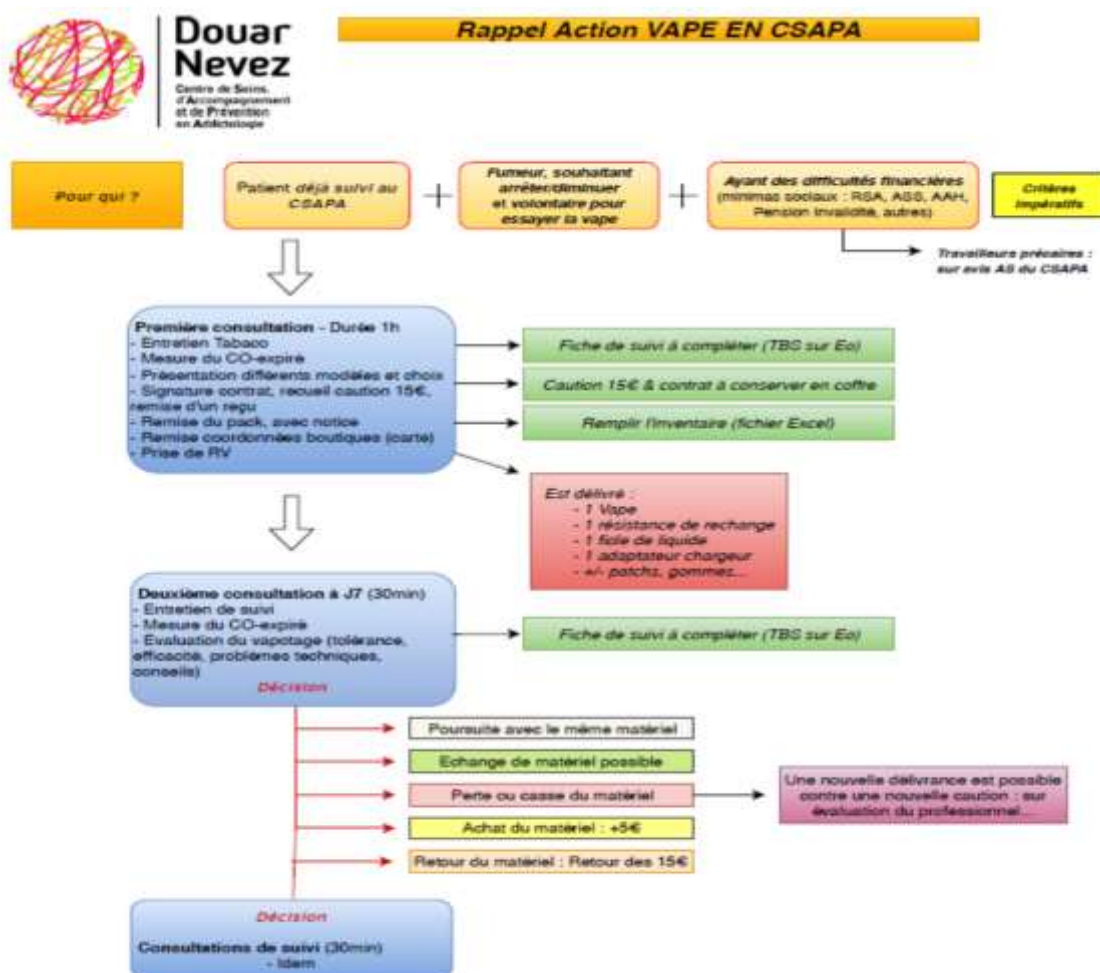 Douar
Nevez
Centre de Soins,
d'Accompagnement
et de Prévention
en Addictologie
Rappel Action VAPE EN CSAPA
Pour qui ?
Patient déjà suivi au
CSAPA
+
Fumeur, souhaitant
arrêter/diminuer
et volontaire pour
essayer la vape
+
Ayant des difficultés financières
(minimas sociaux : RSA, ASS, AAH,
Pension Invalidité, autres)
Critères
impératifs
Travailleurs précaires :
sur avis AS du CSAPA
Première consultation - Durée 1h
- Entretien Tabaco
- Mesure du CO-expiré
- Présentation différents modèles et choix
- Signature contrat, recueil caution 15€,
remise d'un reçu
- Remise du pack, avec notice
- Remise coordonnées boutiques (carte)
- Prise de RV
Fiche de suivi à compléter (TBS sur Eo)
Caution 15€ & contrat à conserver en coffre
Remplir l'inventaire (fichier Excel)
Est délivré :
- 1 Vape
- 1 résistance de rechange
- 1 fiole de liquide
- 1 adaptateur chargeur
- +/- patchs, gommes...
Deuxième consultation à J7 (30min)
- Entretien de suivi
- Mesure du CO-expiré
- Evaluation du vapotage (tolérance,
efficacité, problèmes techniques,
conseils)
Décision
Fiche de suivi à compléter (TBS sur Eo)
Poursuite avec le même matériel
Echange de matériel possible
Perte ou casse du matériel
Une nouvelle délivrance est possible
contre une nouvelle caution : sur
évaluation du professionnel...
Achat du matériel : +5€
Retour du matériel : Retour des 15€
Décision
Consultations de suivi (30min)
- Idem